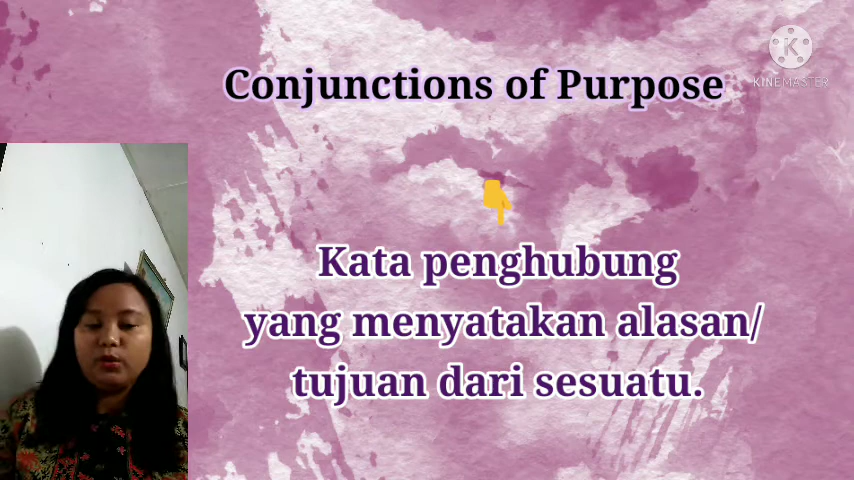 Conjunctions of Purpose
KINEMASTER
Kata penghubung
yang menyatakan alasan/
tujuan dari sesuatu.